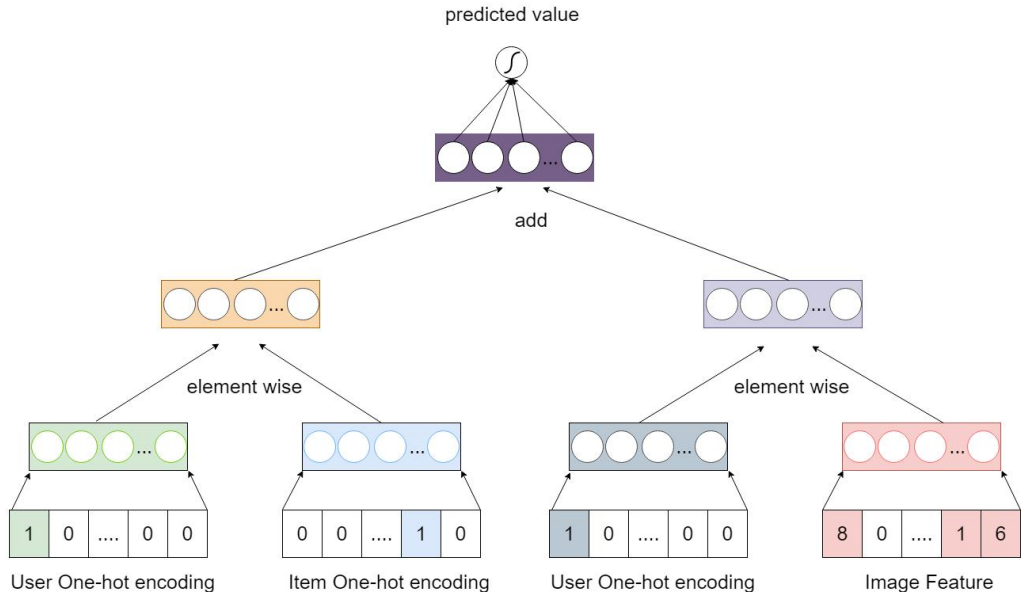 predicted value
∫
...
add
... ...
element wise element wise
... ... ... ...
1 0 .... 0 0 0 0 .... 1 0 1 0 .... 0 0 8 0 .... 1 6
User One-hot encoding Item One-hot encoding User One-hot encoding Image Feature